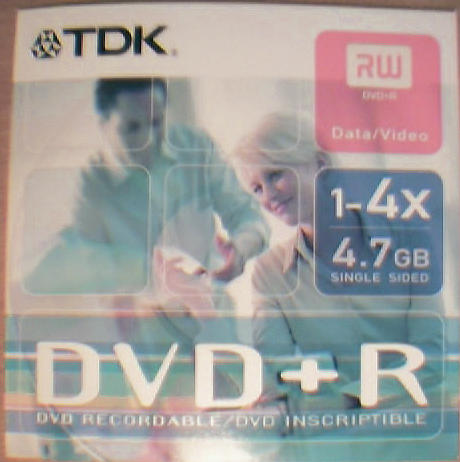 TDK
RW
DVD+R
Data/Video
1-4x
4.7GB
SINGLE SIDED
DVD+R
DVD RECORDABLE/DVD INSCRIPTIBLE